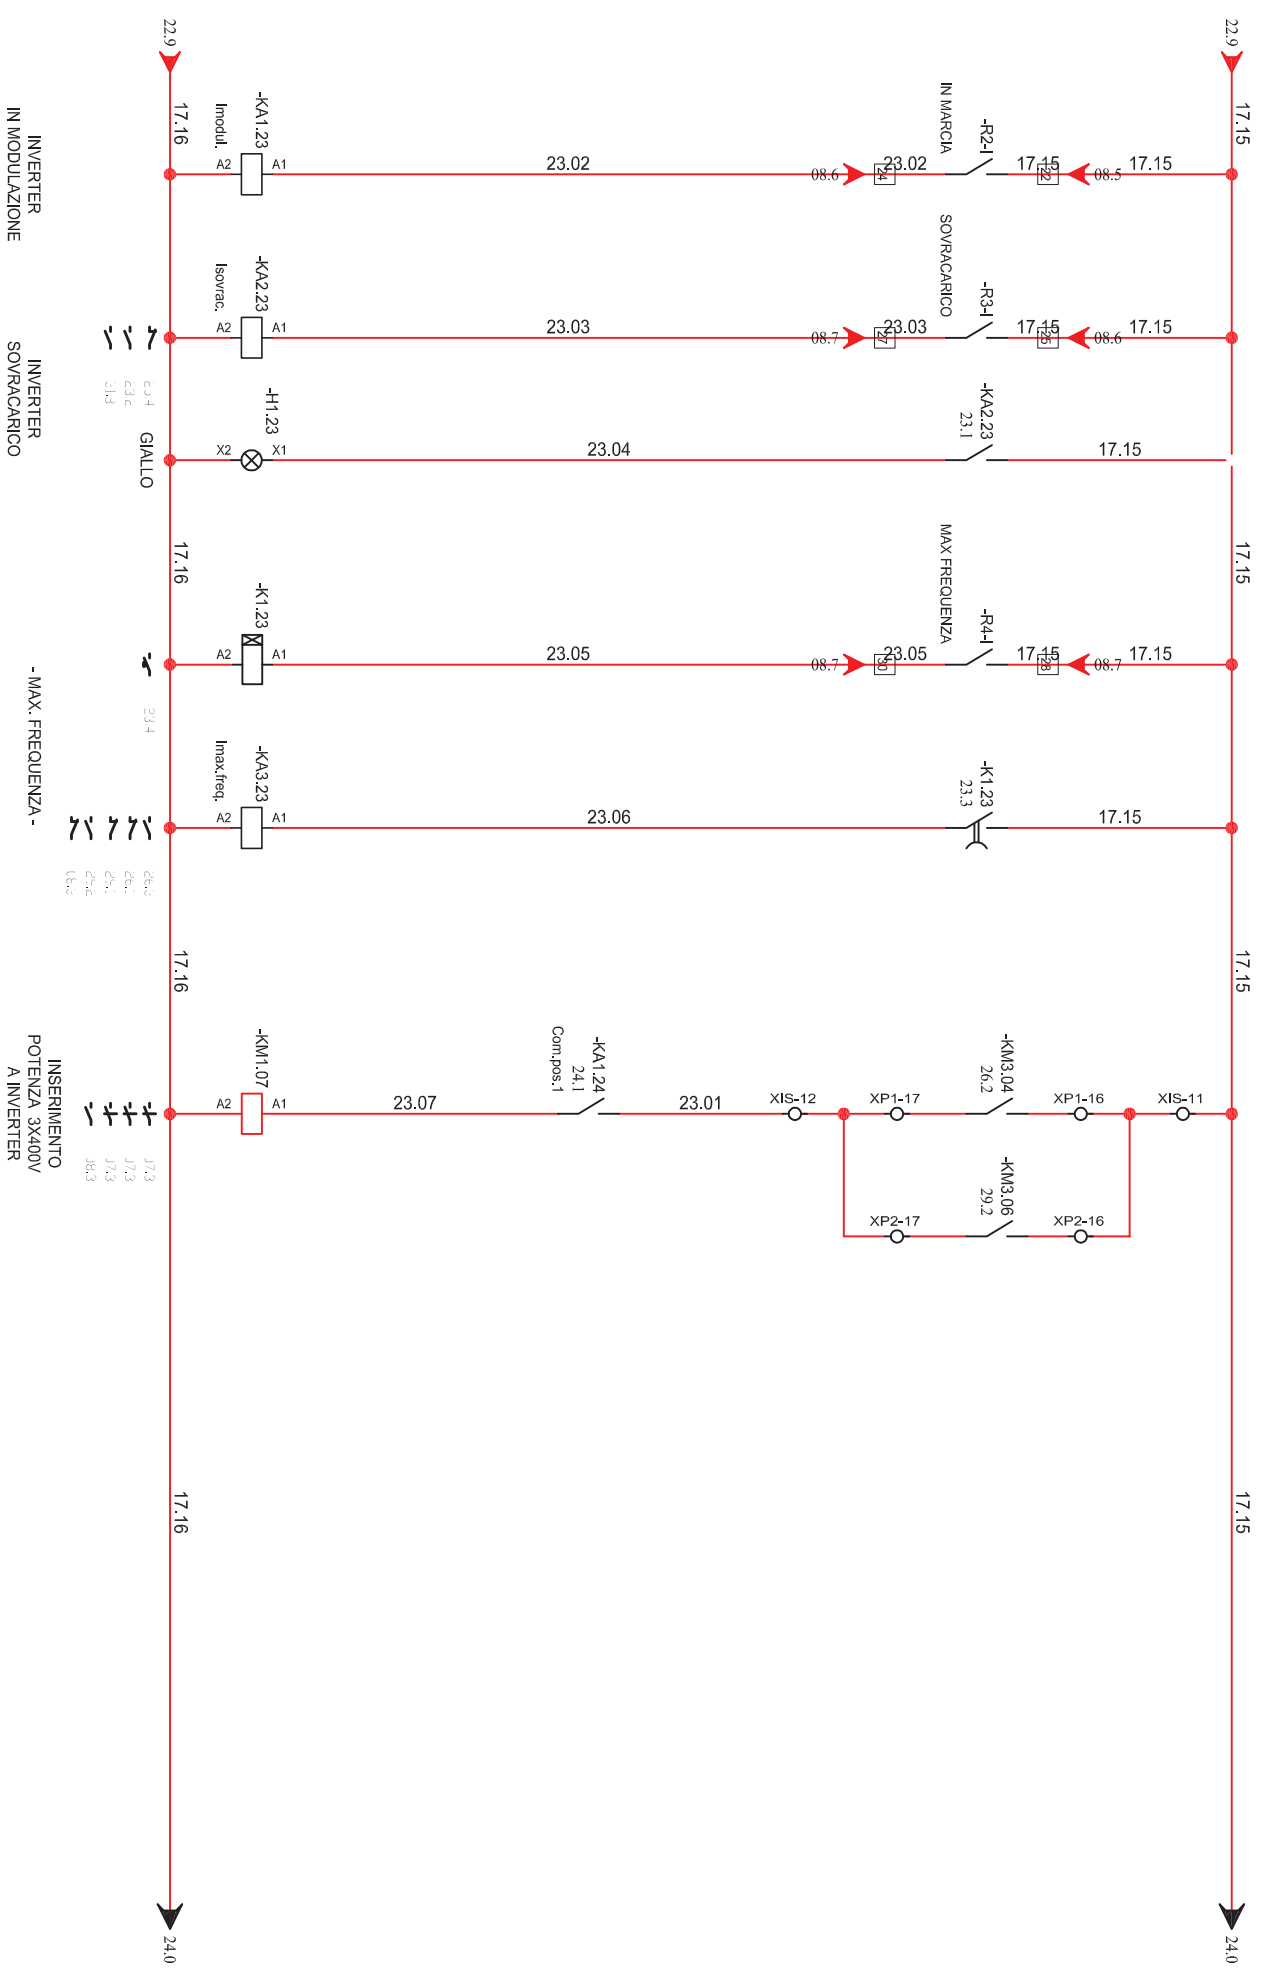 22.9
17.15
17.15
17.15
17.15
24.0
17.15
08.5
22
17.15
-R2-I
IN MARCIA
23.02
24
08.6
23.02
A1
A2
-KA1.23
Imodul.
17.15
08.6
25
17.15
-R3-I
SOVRACARICO
23.03
27
08.7
23.03
A1
A2
-KA2.23
Isovrac.
17.15
-KA2.23
23.1
23.04
X1
X2
-H1.23
GIALLO
17.15
08.7
28
17.15
-R4-I
MAX FREQUENZA
23.05
30
08.7
23.05
A1
A2
-K1.23
17.15
-K1.23
23.3
23.06
A1
A2
-KA3.23
Imax.freq.
XIS-11
XP1-16
-KM3.04
26.2
XP1-17
XP2-16
-KM3.06
29.2
XP2-17
XIS-12
23.01
-KA1.24
24.1
Com.pos.1
23.07
A1
A2
-KM1.07
22.9
17.16
17.16
17.16
17.16
24.0
INVERTER
IN MODULAZIONE
INVERTER
SOVRACARICO
- MAX. FREQUENZA -
INSERIMENTO
POTENZA 3X400V
A INVERTER